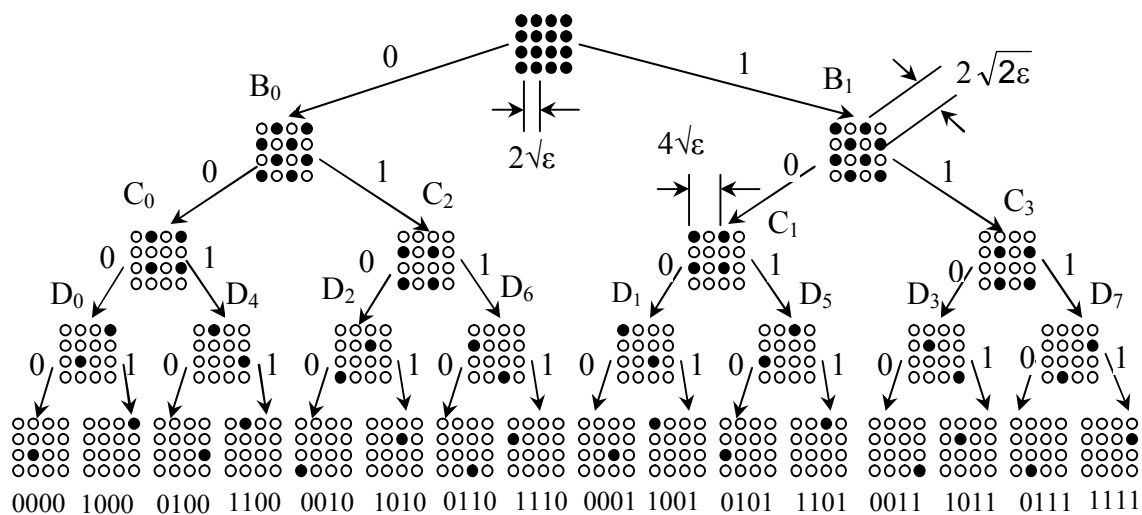 0 1
B₀ B₁ 2√2ε
2√ε 4√ε
0 1 0 1
C₀ C₂ C₁ C₃
0 1 0 1 0 1 0 1
D₀ D₄ D₂ D₆ D₁ D₅ D₃ D₇
0 1 0 1 0 1 0 1 0 1 0 1 0 1 0 1
0000 1000 0100 1100 0010 1010 0110 1110 0001 1001 0101 1101 0011 1011 0111 1111